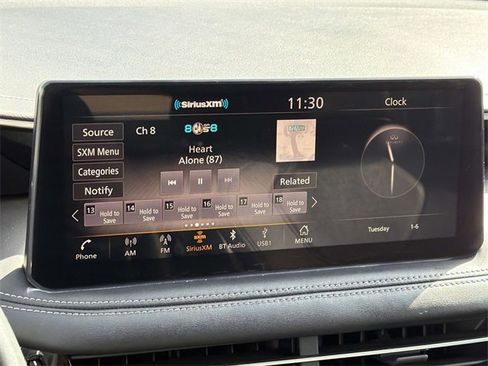 SiriusXM 11:30 Clock
Source Ch 8 80s8
SXM Menu Heart
Alone (87)
Categories
Notify Related
13 Hold to Save 14 Hold to Save 15 Hold to Save 16 Hold to Save 17 Hold to Save 18 Hold to Save
Tuesday 1-6
Phone AM FM SiriusXM BT Audio USB1 MENU
sxm